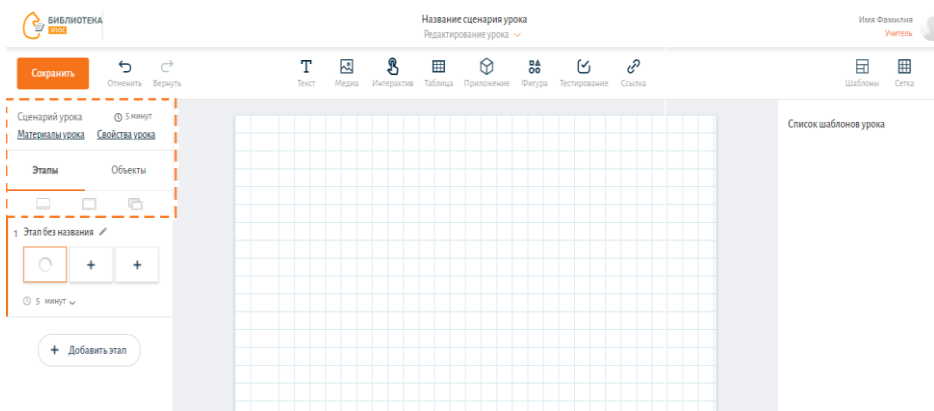 БИБЛИОТЕКА
ЭПОС
Название сценария урока
Редактирование урока
Имя Фамилия
Учитель
Сохранить
Отменить Вернуть
Текст Медиа Интерактив Таблица Приложение Фигура Тестирование Ссылка
Шаблоны Сетка
Сценарий урока 5 минут
Материалы урока Свойства урока
Этапы Объекты
1 Этап без названия
+ +
5 минут
+ Добавить этап
Список шаблонов урока